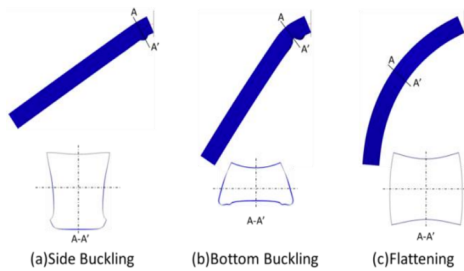 A
A'
A
A'
A
A'
A-A'
A-A'
A-A'
(a)Side Buckling
(b)Bottom Buckling
(c)Flattening